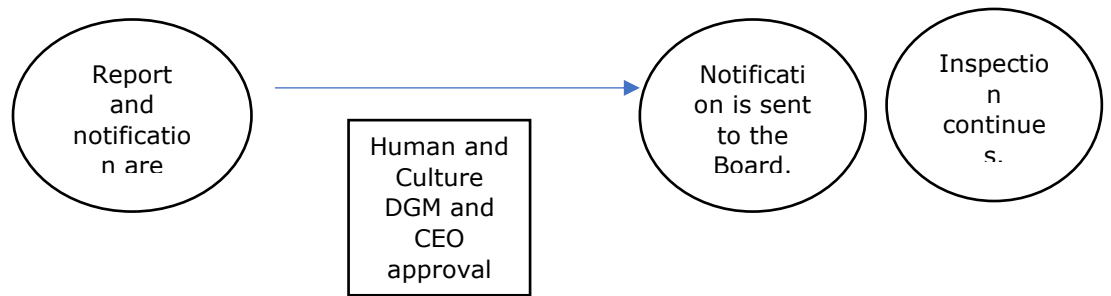 Report
and
notificatio
n are
Human and
Culture
DGM and
CEO
approval
Notificati
on is sent
to the
Board.
Inspectio
n
continue
s.